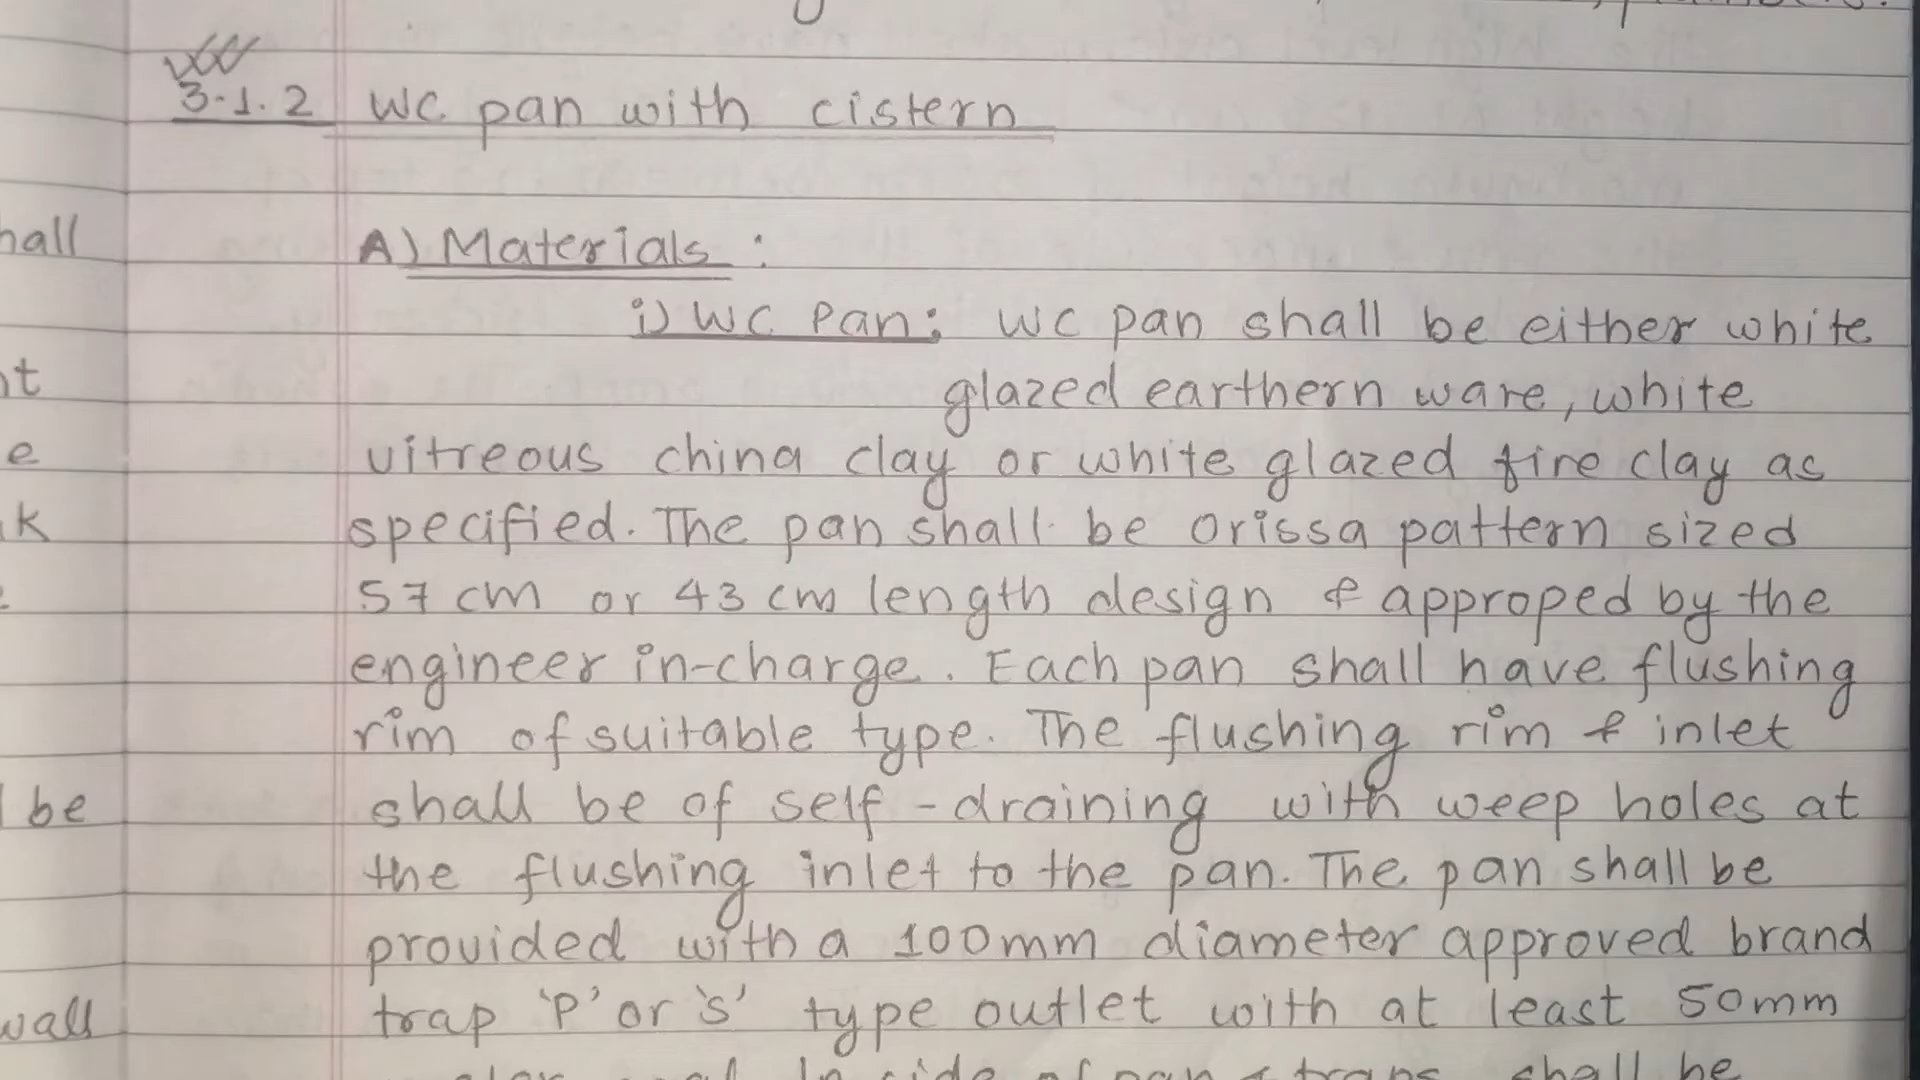 3.1.2 WC pan with cistern
hall
A) Materials :
i) WC Pan: WC pan shall be either white
glazed earthern ware, white
vitreous china clay or white glazed fire clay as
specified. The pan shall be orissa pattern sized
57 cm or 43 cm length design & approped by the
engineer in-charge. Each pan shall have flushing
rim of suitable type. The flushing rim & inlet
be
shall be of self-draining with weep holes at
the flushing inlet to the pan. The pan shall be
provided with a 100mm diameter approved brand
wall
trap 'P' or 's' type outlet with at least 50mm
shall be